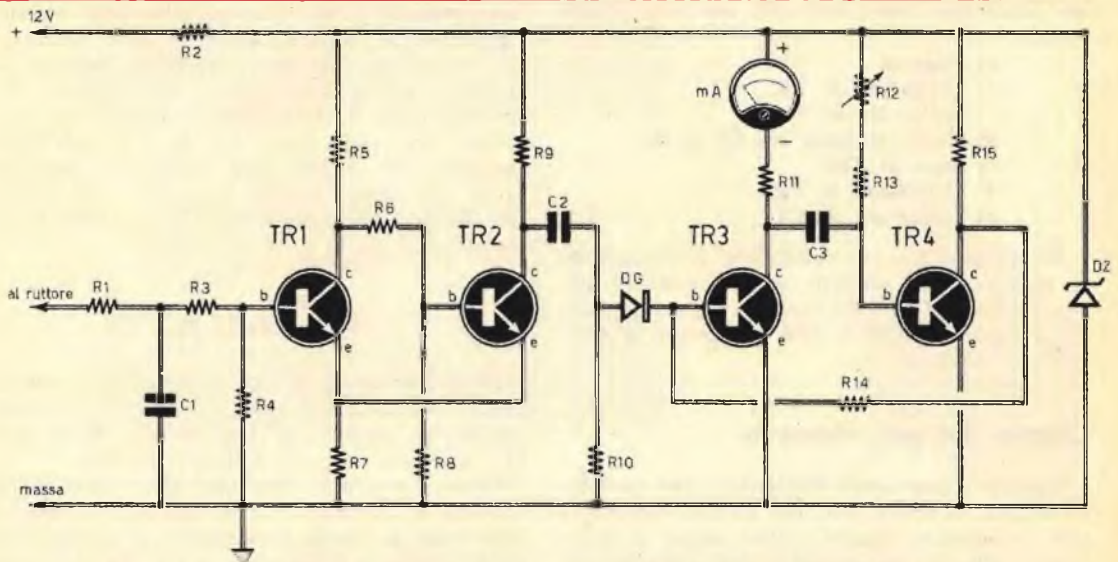 + 12V
R2
+
mA
R12
R5
R9
-
R15
R11
R13
R6
C2
TR1
TR2
TR3
C3
TR4
c
c
c
c
DG
DZ
al ruttore
R1
R3
b
b
b
b
e
e
e
e
R14
C1
R4
R7
R8
R10
massa